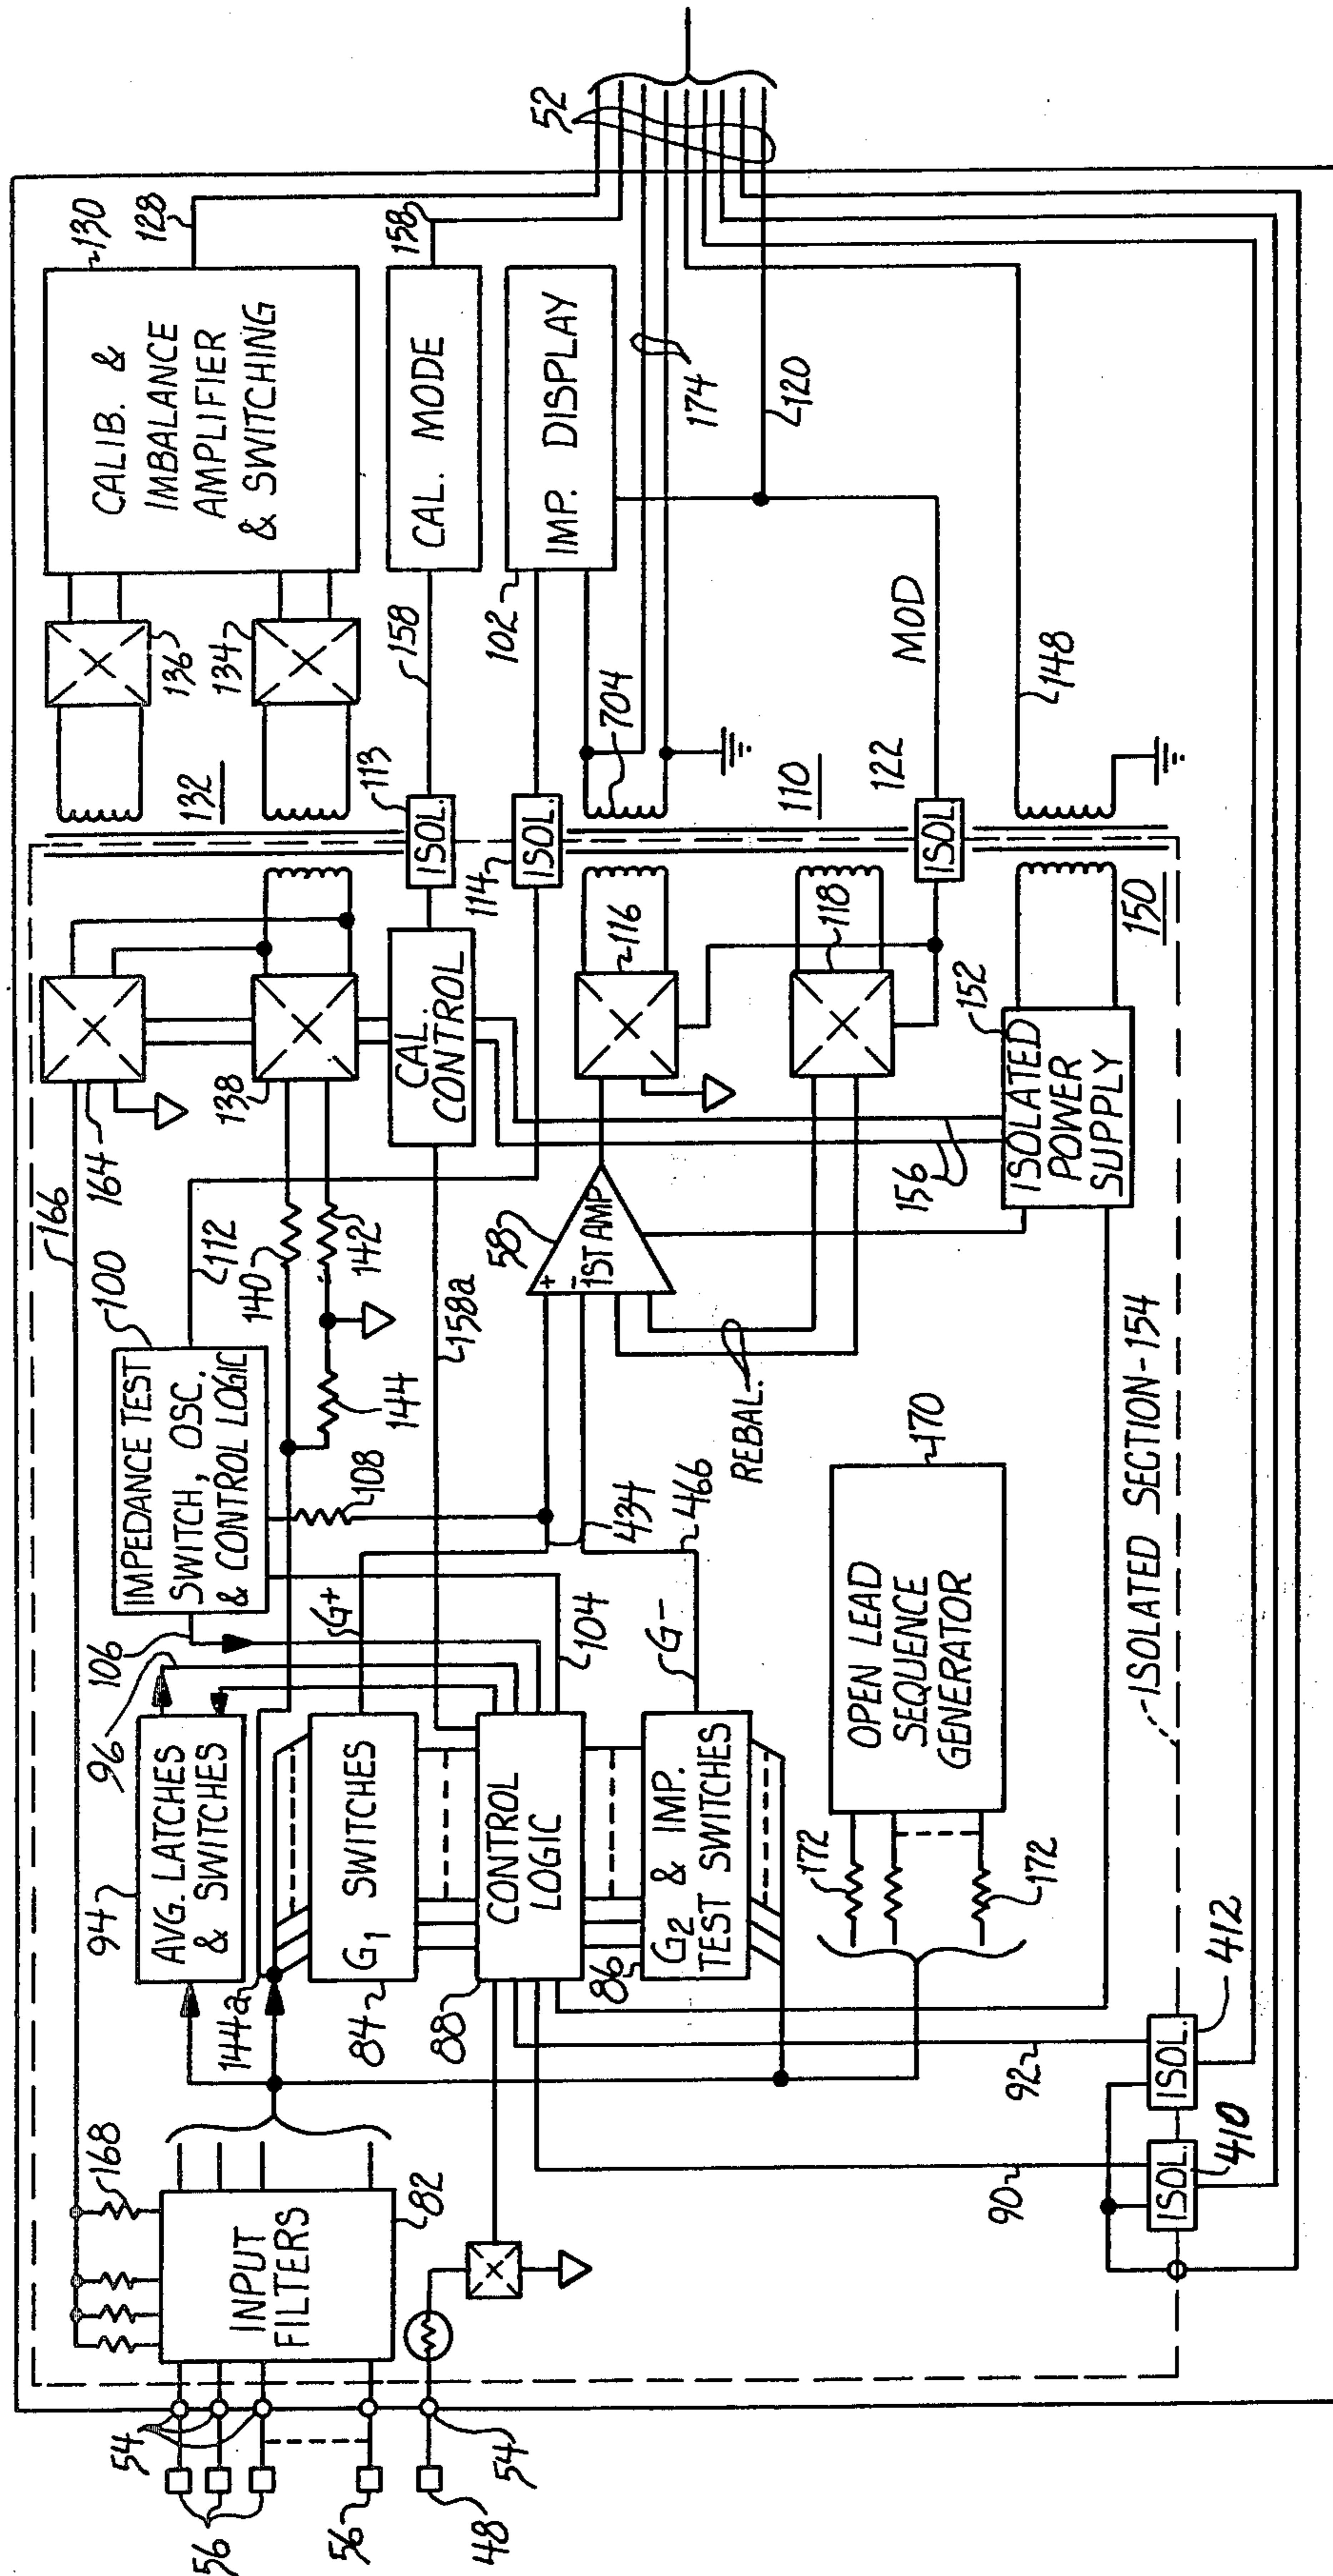 130
128
CALIB. &
IMBALANCE
AMPLIFIER
& SWITCHING
136
134
132
158
CAL. MODE
158
113
ISOL.
52
IMP. DISPLAY
102
114
ISOL.
704
174
120
110
MOD
122
ISOL.
148
150
166
164
138
CAL.
CONTROL
116
118
152
ISOLATED
POWER
SUPPLY
156
100
112
140
142
144
IMPEDANCE TEST
SWITCH, OSC.
& CONTROL LOGIC
158a
108
58
+
-
1ST AMP
434
466
REBAL.
106
96
94
AVG. LATCHES
& SWITCHES
144a
G+
104
G-
G1 SWITCHES
84
CONTROL
LOGIC
88
G2 & IMP.
TEST SWITCHES
86
170
OPEN LEAD
SEQUENCE
GENERATOR
172
172
ISOLATED SECTION-154
168
INPUT
FILTERS
82
92
90
ISOL.
412
ISOL.
410
54
56
56
48
54